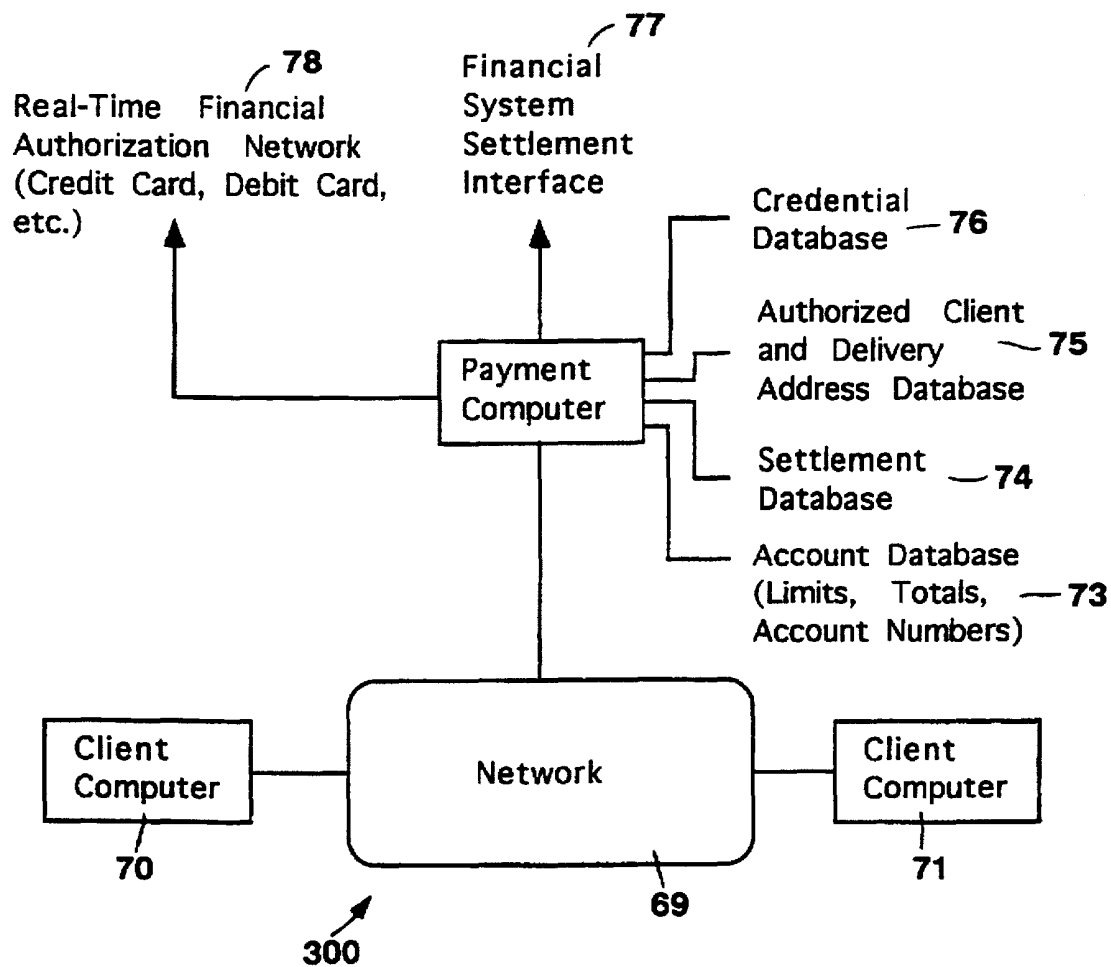 77
78
Financial
System
Settlement
Interface
Real-Time Financial
Authorization Network
(Credit Card, Debit Card,
etc.)
Credential
Database
76
Authorized Client
and Delivery
Address Database
75
Payment
Computer
Settlement
Database
74
Account Database
(Limits, Totals,
Account Numbers)
73
Client
Computer
70
Network
69
Client
Computer
71
300